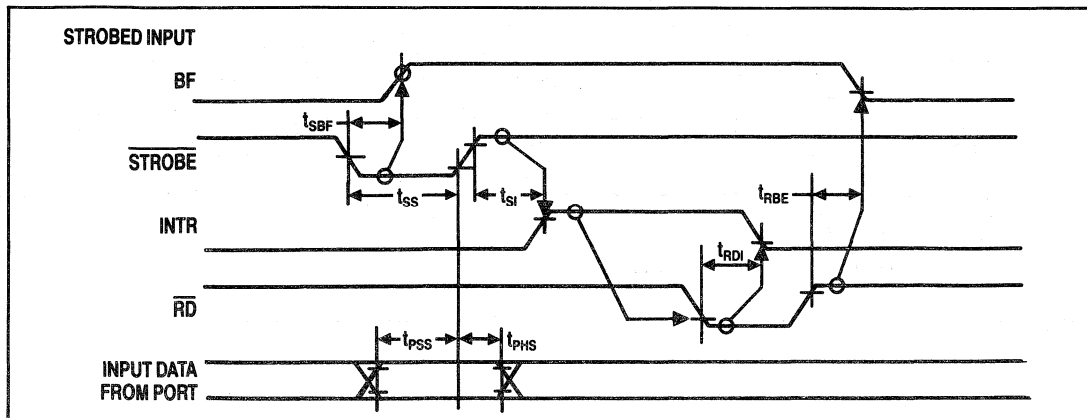 STROBED INPUT
BF
tSBF
STROBE
tSS
tSI
tRBE
INTR
tRDI
RD
tPSS
tPHS
INPUT DATA
FROM PORT